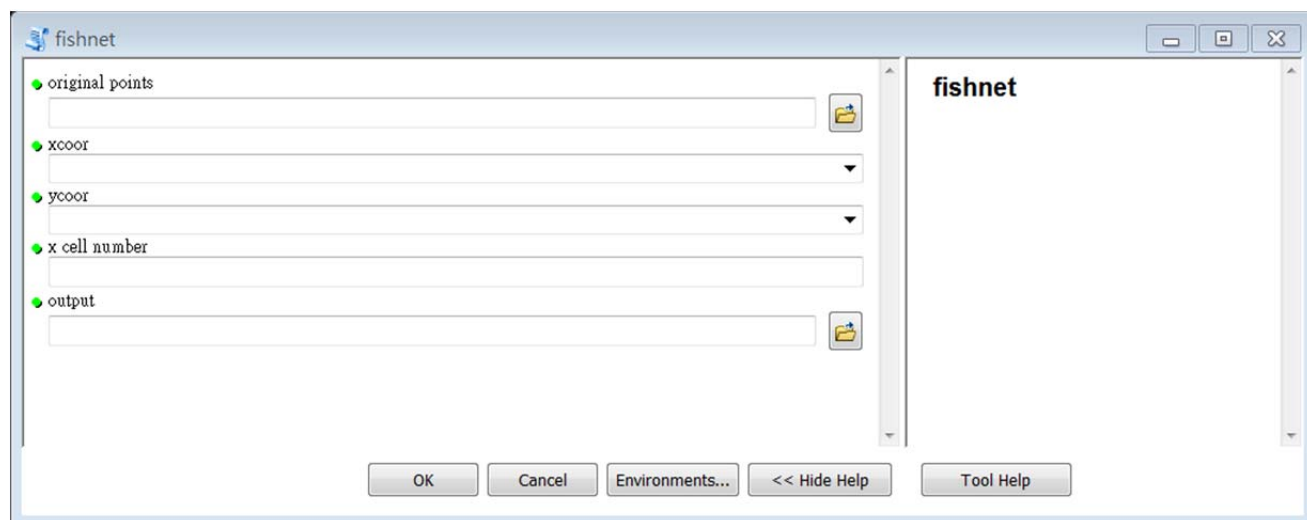 fishnet
original points
xcoor
ycoor
x cell number
output
fishnet
OK Cancel Environments... << Hide Help Tool Help